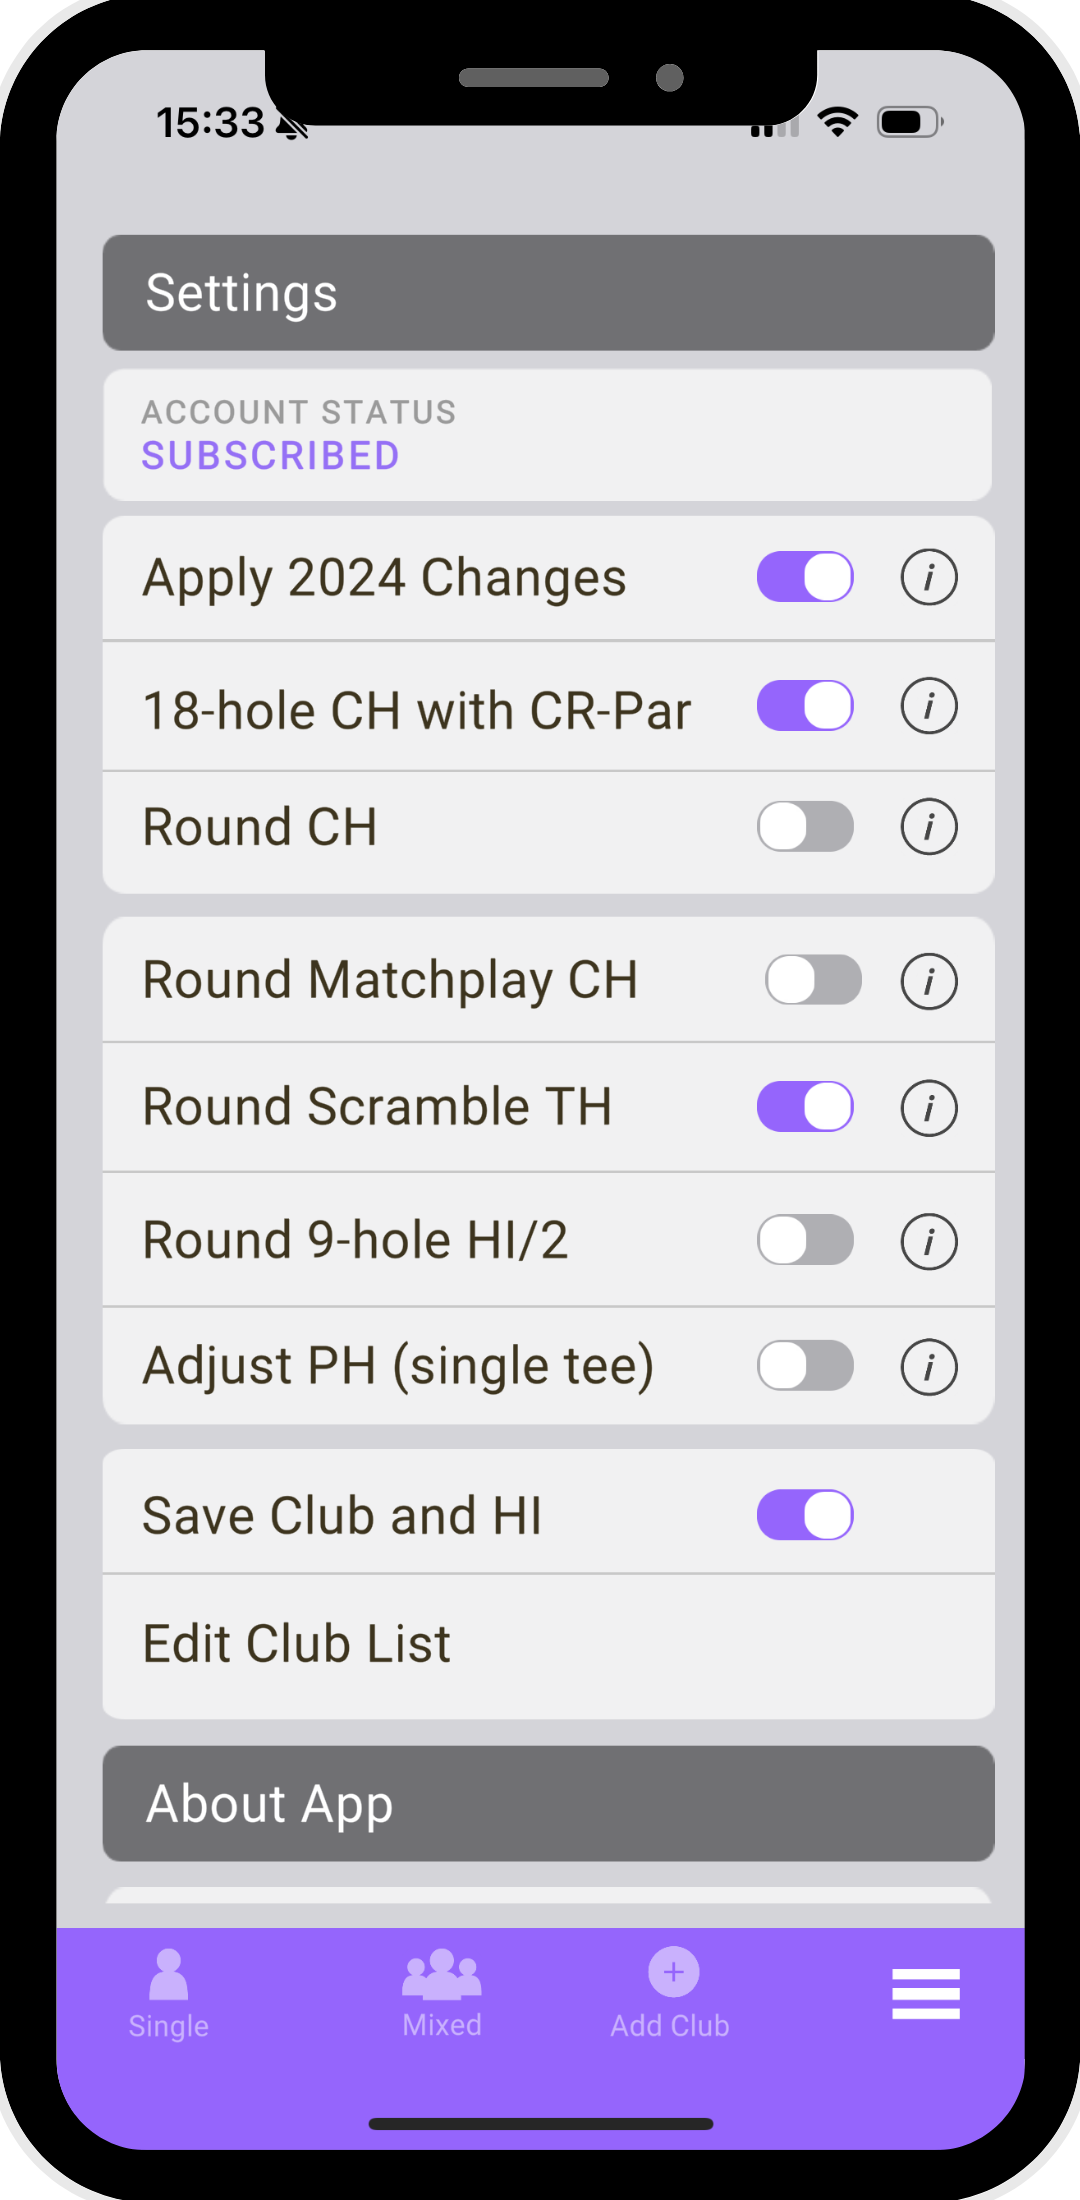 15:33
Settings
ACCOUNT STATUS
SUBSCRIBED
Apply 2024 Changes
18-hole CH with CR-Par
Round CH
Round Matchplay CH
Round Scramble TH
Round 9-hole HI/2
Adjust PH (single tee)
Save Club and HI
Edit Club List
About App
Single
Mixed
Add Club